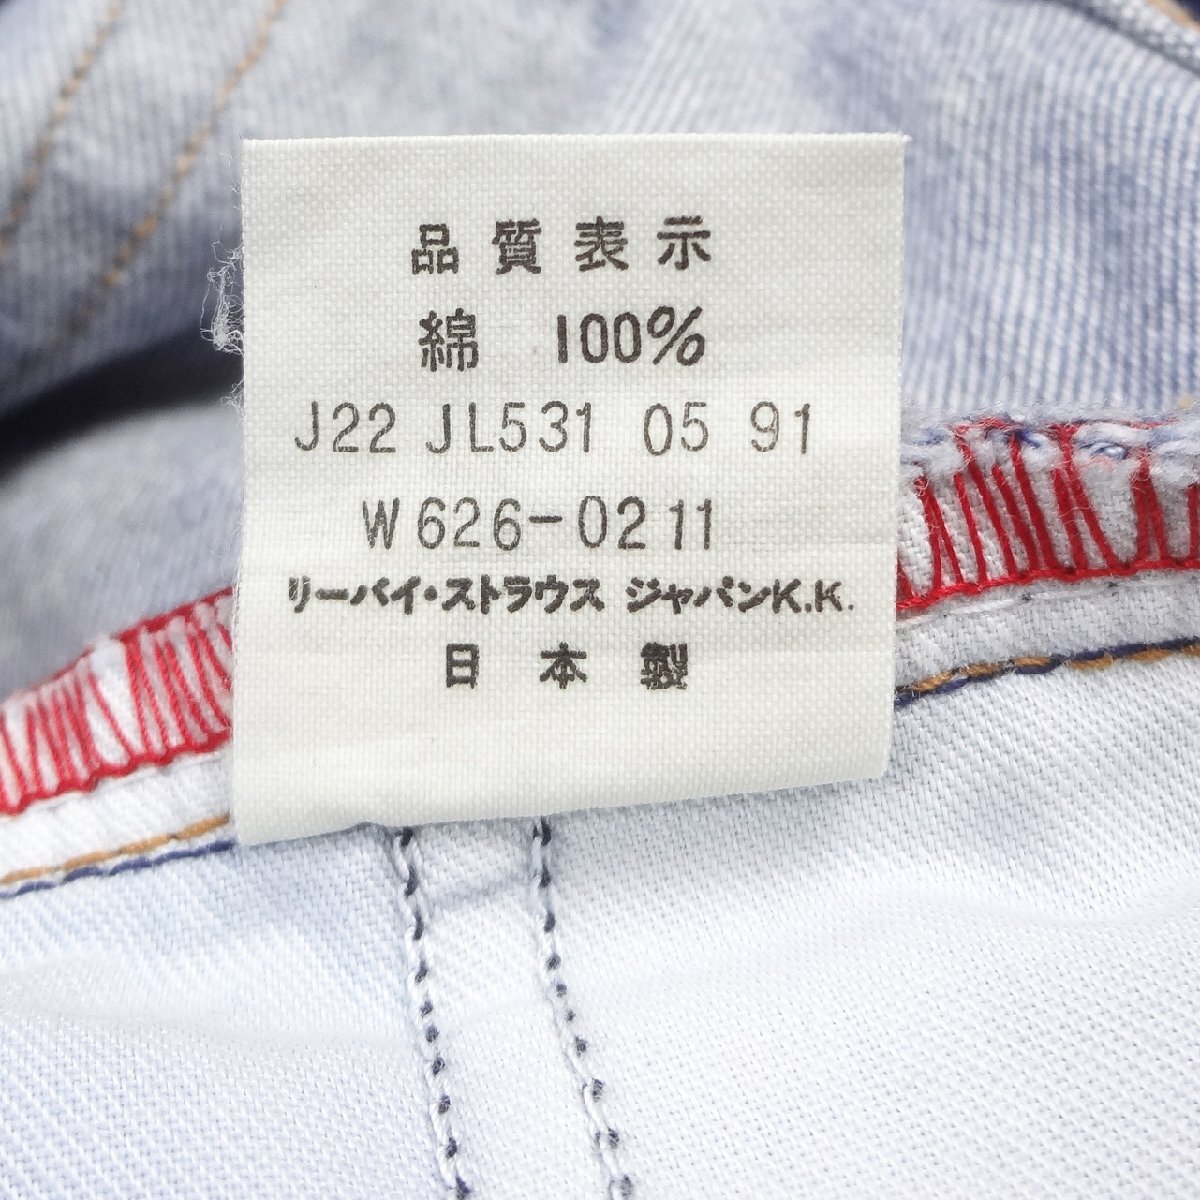 品質表示
綿 100%
J22 JL531 05 91
W626-0211
リーバイ・ストラウス ジャパンK.K.
日本製